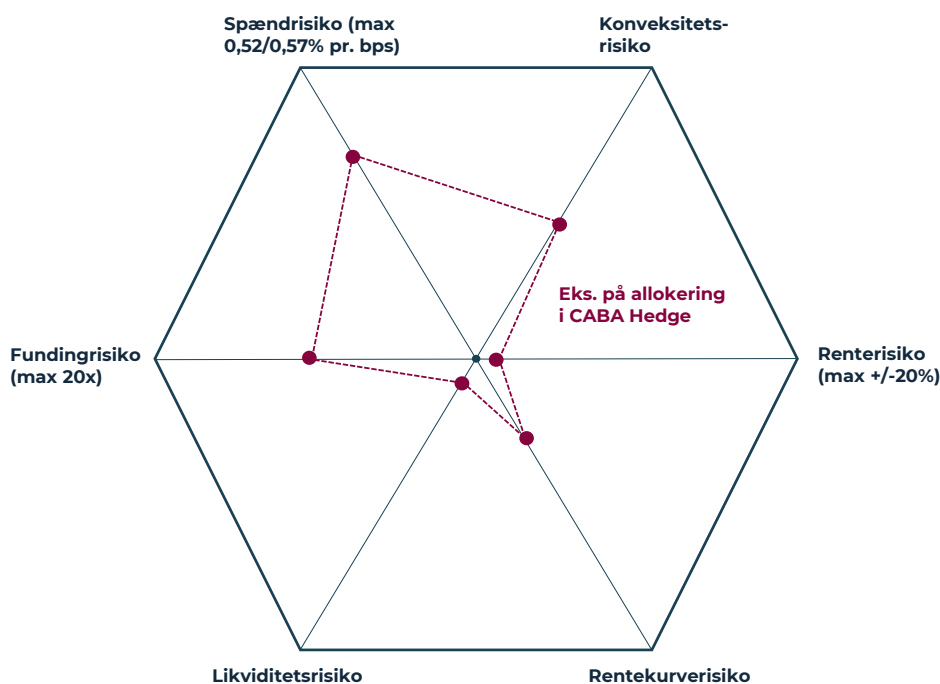 Spændrisiko (max
0,52/0,57% pr. bps)
Konveksitets-
risiko
Eks. på allokering
i CABA Hedge
Fundingrisiko
(max 20x)
Renterisiko
(max +/-20%)
Likviditetsrisiko
Rentekurverisiko